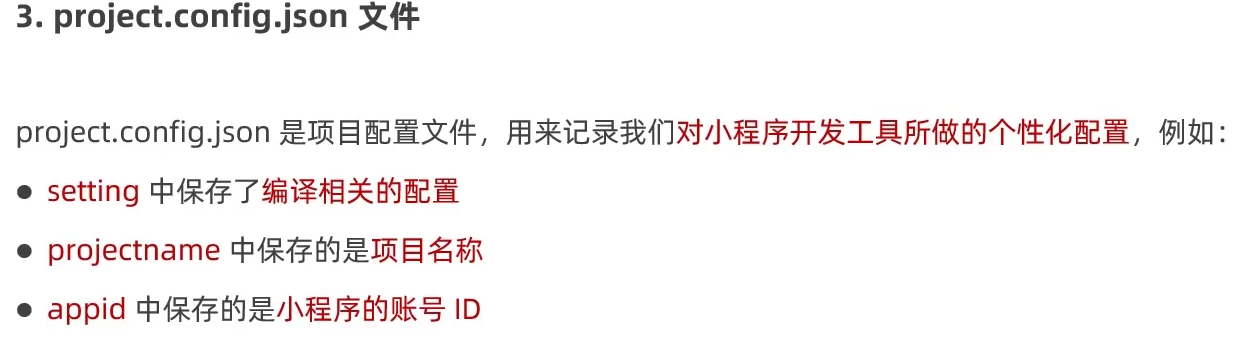 3. project.config.json 文件
project.config.json 是项目配置文件，用来记录我们对小程序开发工具所做的个性化配置，例如：
● setting 中保存了编译相关的配置
● projectname 中保存的是项目名称
● appid 中保存的是小程序的账号 ID